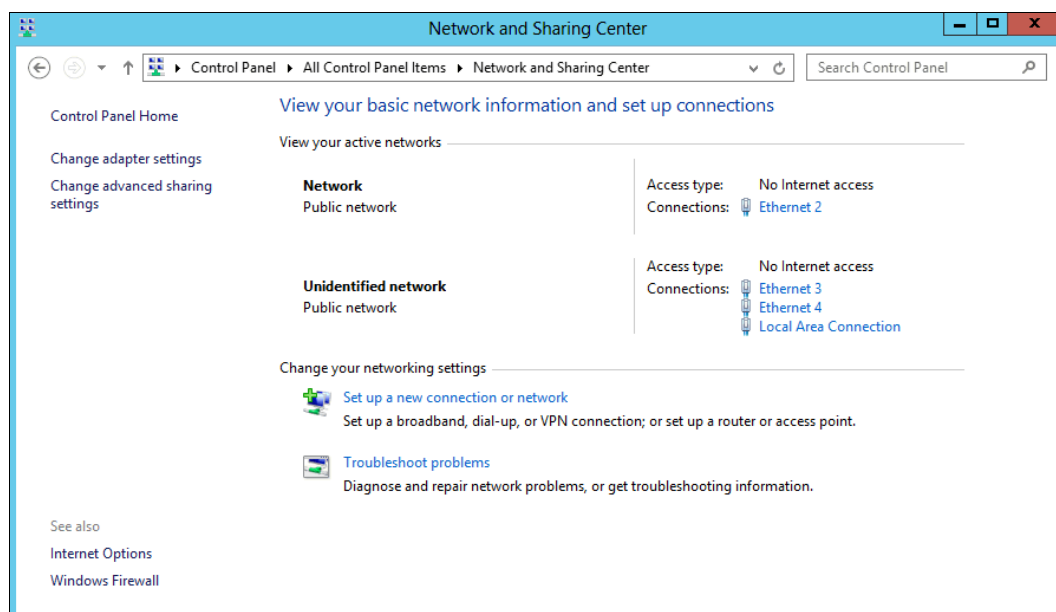 Network and Sharing Center
Control Panel Home
Control Panel ▸ All Control Panel Items ▸ Network and Sharing Center
Search Control Panel
Change adapter settings
Change advanced sharing
settings
View your basic network information and set up connections
View your active networks
Network
Public network
Access type: No Internet access
Connections: Ethernet 2
Unidentified network
Public network
Access type: No Internet access
Connections: Ethernet 3
Ethernet 4
Local Area Connection
Change your networking settings
Set up a new connection or network
Set up a broadband, dial-up, or VPN connection; or set up a router or access point.
Troubleshoot problems
Diagnose and repair network problems, or get troubleshooting information.
See also
Internet Options
Windows Firewall